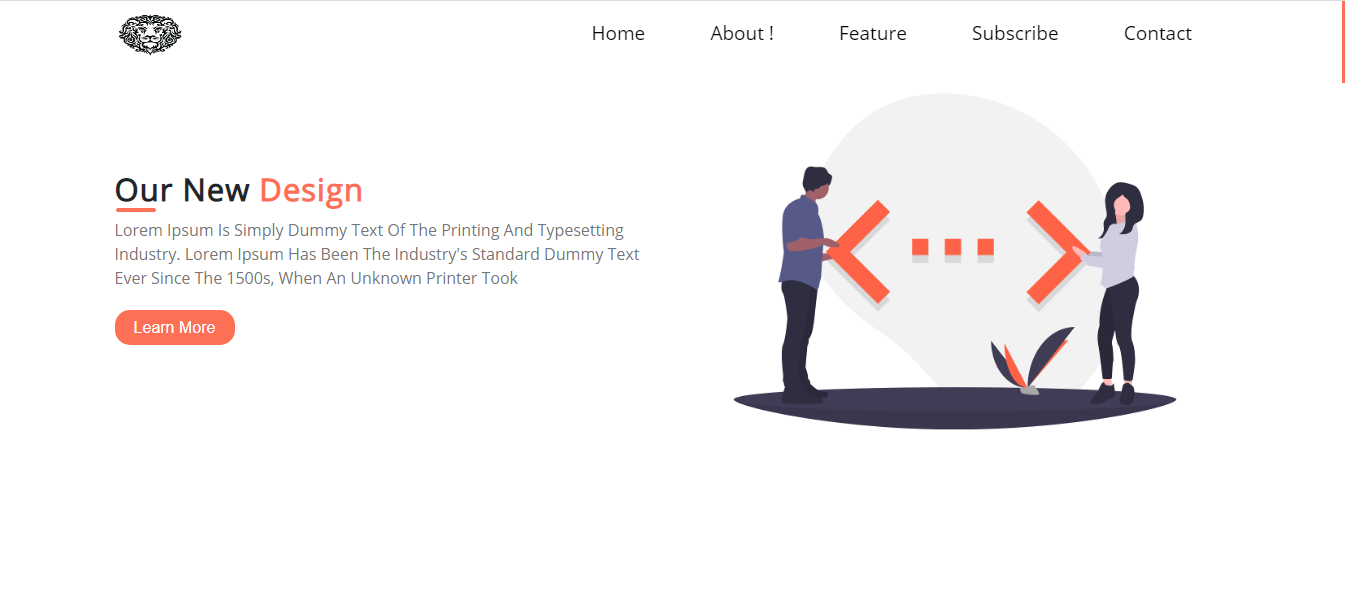 Home About ! Feature Subscribe Contact
Our New Design
Lorem Ipsum Is Simply Dummy Text Of The Printing And Typesetting
Industry. Lorem Ipsum Has Been The Industry's Standard Dummy Text
Ever Since The 1500s, When An Unknown Printer Took
Learn More